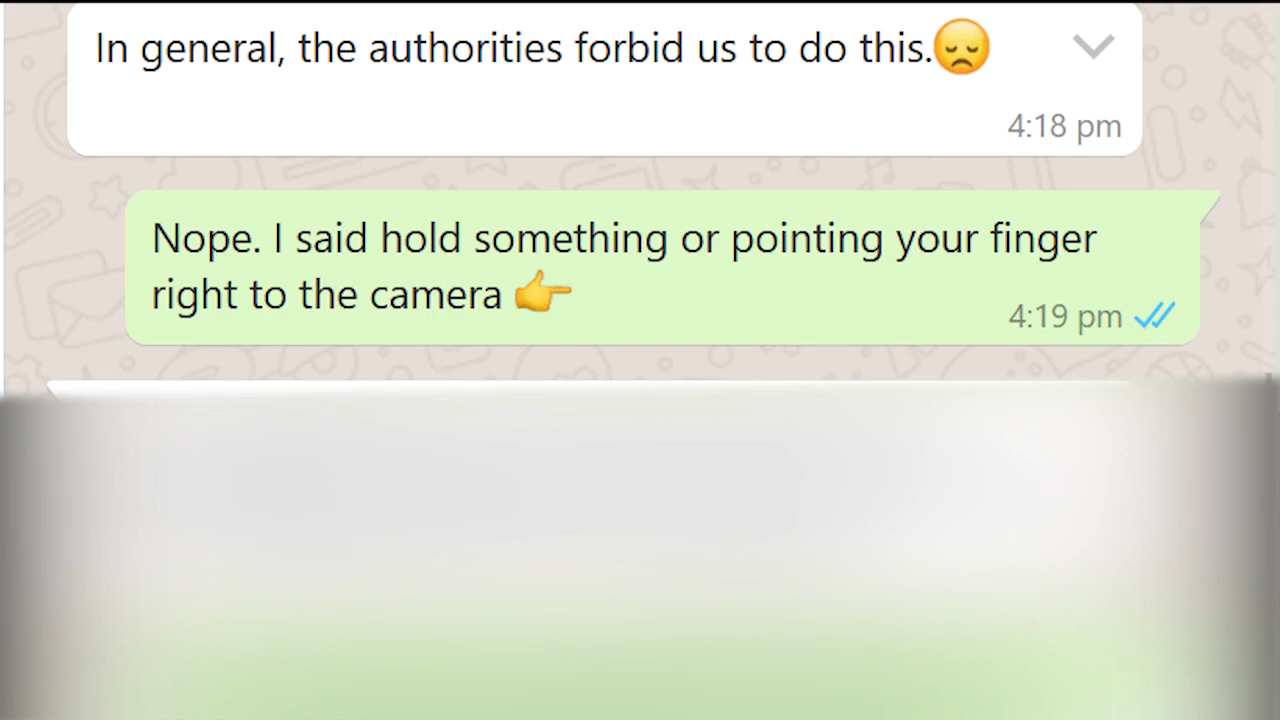 In general, the authorities forbid us to do this.😞
4:18 pm
Nope. I said hold something or pointing your finger
right to the camera 👉
4:19 pm